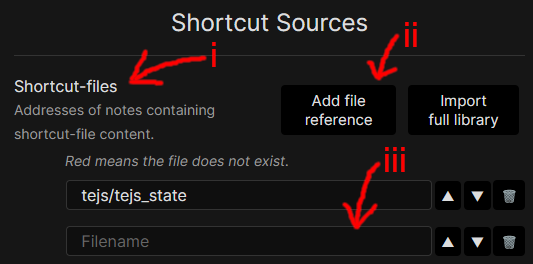 Shortcut Sources
i
ii
Shortcut-files
Addresses of notes containing
shortcut-file content.
Add file
reference
Import
full library
Red means the file does not exist.
iii
tejs/tejs_state
Filename